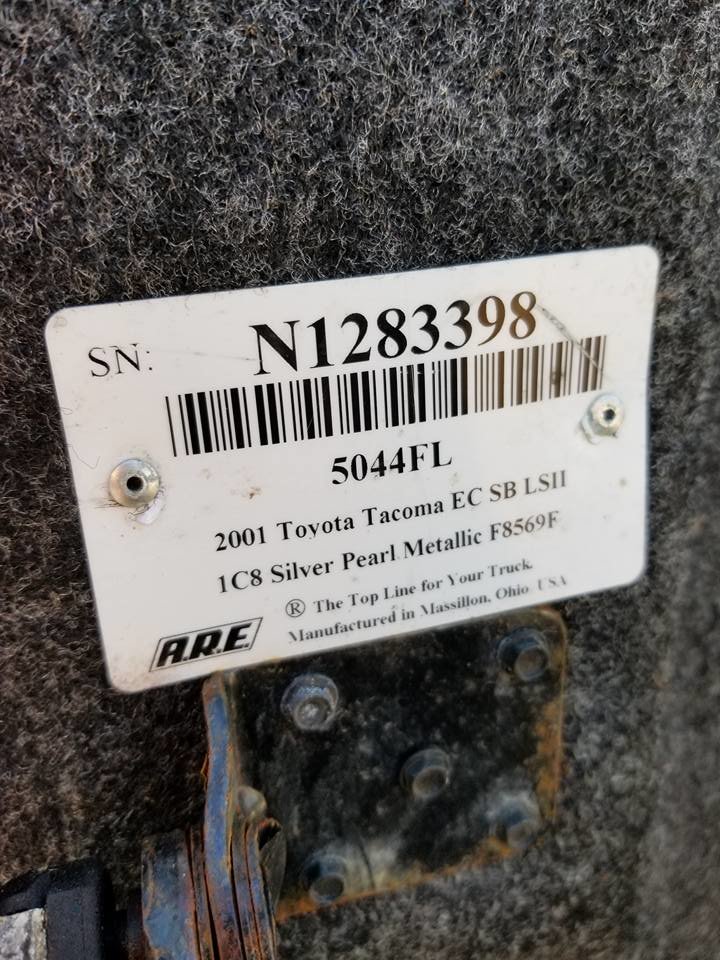 SN: N1283398
5044FL
2001 Toyota Tacoma EC SB LSII
1C8 Silver Pearl Metallic F8569F
A.R.E. ® The Top Line for Your Truck.
Manufactured in Massillon, Ohio USA